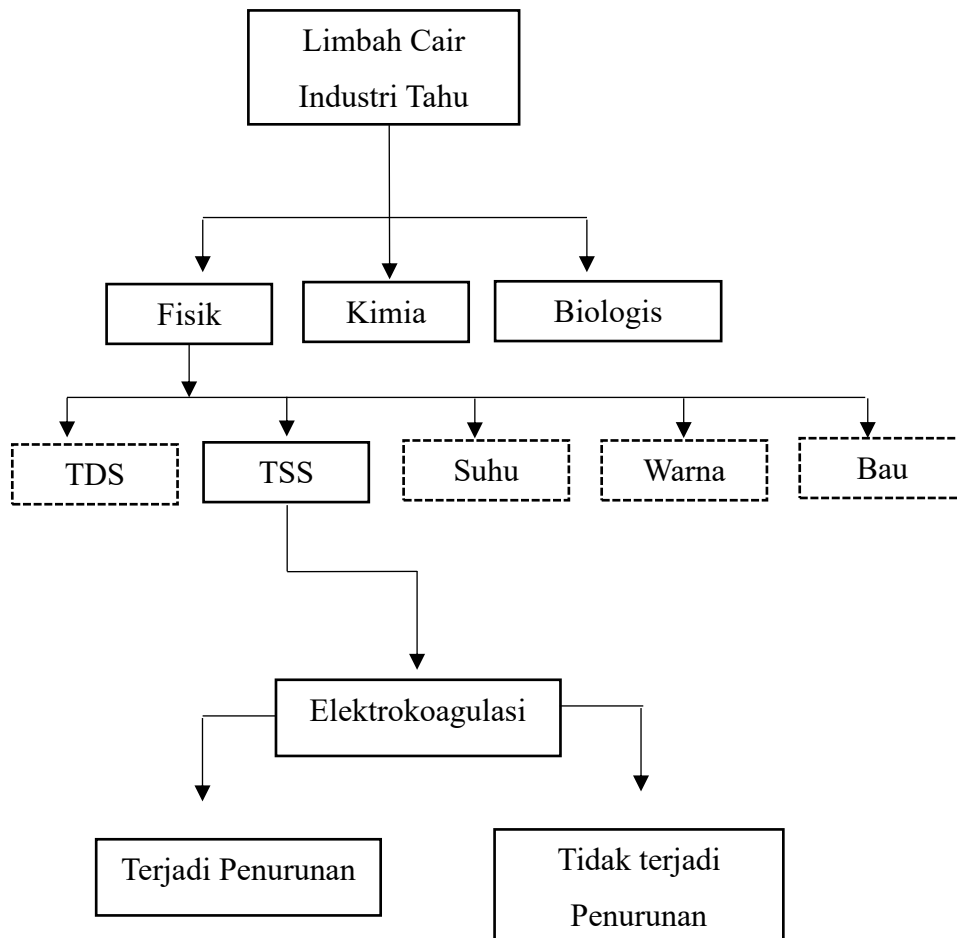 Limbah Cair
Industri Tahu
Fisik
Kimia
Biologis
TDS
TSS
Suhu
Warna
Bau
Elektrokoagulasi
Terjadi Penurunan
Tidak terjadi
Penurunan